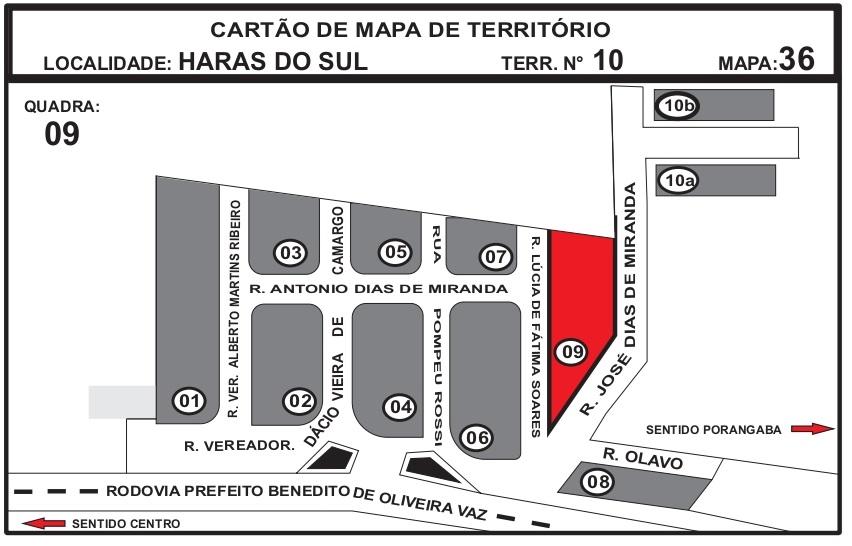 CARTÃO DE MAPA DE TERRITÓRIO
LOCALIDADE: HARAS DO SUL TERR. N° 10 MAPA:36
QUADRA:
09
10b
10a
R. JOSÉ DIAS DE MIRANDA
03
05
07
R. VER. ALBERTO MARTINS RIBEIRO
DÁCIO VIEIRA DE CAMARGO
RUA POMPEU ROSSI
R. LÚCIA DE FÁTIMA SOARES
R. ANTONIO DIAS DE MIRANDA
09
01
02
04
06
R. VEREADOR.
SENTIDO PORANGABA
R. OLAVO
08
RODOVIA PREFEITO BENEDITO DE OLIVEIRA VAZ
SENTIDO CENTRO